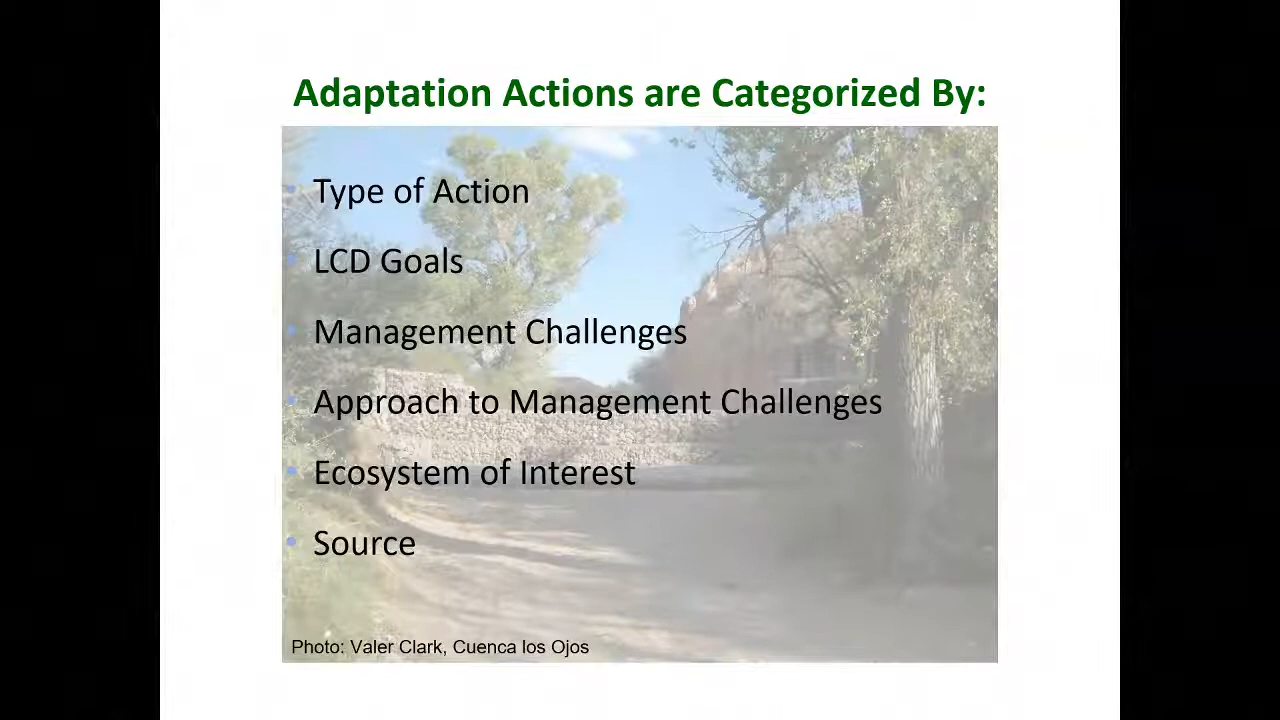 Adaptation Actions are Categorized By:
• Type of Action
• LCD Goals
• Management Challenges
• Approach to Management Challenges
• Ecosystem of Interest
• Source
Photo: Valer Clark, Cuenca los Ojos